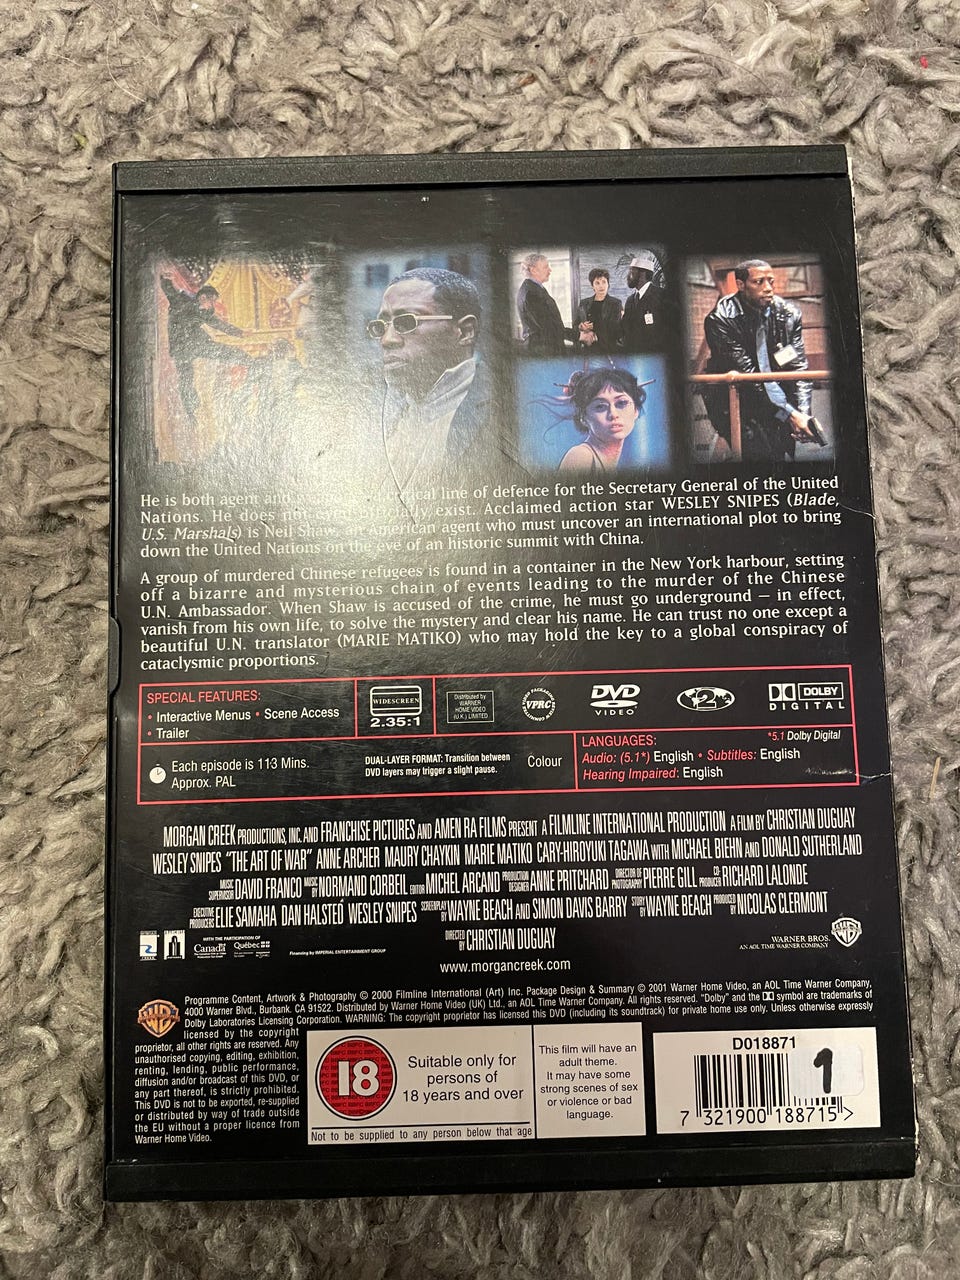 He is both agent and critical line of defence for the Secretary General of the United
Nations. He does not exist. Acclaimed action star WESLEY SNIPES (Blade,
U.S. Marshals) is Neil Shaw, an American agent who must uncover an international plot to bring
down the United Nations on the eve of an historic summit with China.
A group of murdered Chinese refugees is found in a container in the New York harbour, setting
off a bizarre and mysterious chain of events leading to the murder of the Chinese
U.N. Ambassador. When Shaw is accused of the crime, he must go underground – in effect,
vanish from his own life, to solve the mystery and clear his name. He can trust no one except a
beautiful U.N. translator (MARIE MATIKO) who may hold the key to a global conspiracy of
cataclysmic proportions.
SPECIAL FEATURES:
• Interactive Menus • Scene Access
• Trailer
WIDESCREEN
2.35:1
Distributed by
WARNER
HOME VIDEO
(U.K.) LIMITED
VPRC
DVD
VIDEO
2
DOLBY
DIGITAL
Each episode is 113 Mins.
Approx. PAL
DUAL-LAYER FORMAT: Transition between
DVD layers may trigger a slight pause.
Colour
*5.1 Dolby Digital
LANGUAGES:
Audio: (5.1*) English • Subtitles: English
Hearing Impaired: English
MORGAN CREEK PRODUCTIONS, INC. AND FRANCHISE PICTURES AND AMEN RA FILMS PRESENT A FILMLINE INTERNATIONAL PRODUCTION A FILM BY CHRISTIAN DUGUAY
WESLEY SNIPES "THE ART OF WAR" ANNE ARCHER MAURY CHAYKIN MARIE MATIKO CARY-HIROYUKI TAGAWA WITH MICHAEL BIEHN AND DONALD SUTHERLAND
MUSIC SUPERVISOR DAVID FRANCO MUSIC BY NORMAND CORBEIL EDITOR MICHEL ARCAND PRODUCTION DESIGNER ANNE PRITCHARD DIRECTOR OF PHOTOGRAPHY PIERRE GILL CO-PRODUCER RICHARD LALONDE
EXECUTIVE PRODUCERS ELIE SAMAHA DAN HALSTED WESLEY SNIPES SCREENPLAY BY WAYNE BEACH AND SIMON DAVIS BARRY STORY BY WAYNE BEACH PRODUCED BY NICOLAS CLERMONT
DIRECTED BY CHRISTIAN DUGUAY
WITH THE PARTICIPATION OF
Canada
Québec
Financing by IMPERIAL ENTERTAINMENT GROUP
WARNER BROS.
AN AOL TIME WARNER COMPANY
www.morgancreek.com
Programme Content, Artwork & Photography © 2000 Filmline International (Art) Inc. Package Design & Summary © 2001 Warner Home Video, an AOL Time Warner Company,
4000 Warner Blvd., Burbank. CA 91522. Distributed by Warner Home Video (UK) Ltd., an AOL Time Warner Company. All rights reserved. "Dolby" and the DD symbol are trademarks of
Dolby Laboratories Licensing Corporation. WARNING: The copyright proprietor has licensed this DVD (including its soundtrack) for private home use only. Unless otherwise expressly
licensed by the copyright
proprietor, all other rights are reserved. Any
unauthorised copying, editing, exhibition,
renting, lending, public performance,
diffusion and/or broadcast of this DVD, or
any part thereof, is strictly prohibited.
This DVD is not to be exported, re-supplied
or distributed by way of trade outside
the EU without a proper licence from
Warner Home Video.
18
Suitable only for
persons of
18 years and over
Not to be supplied to any person below that age
This film will have an
adult theme.
It may have some
strong scenes of sex
or violence or bad
language.
D018871
1
7 321900 188715 >